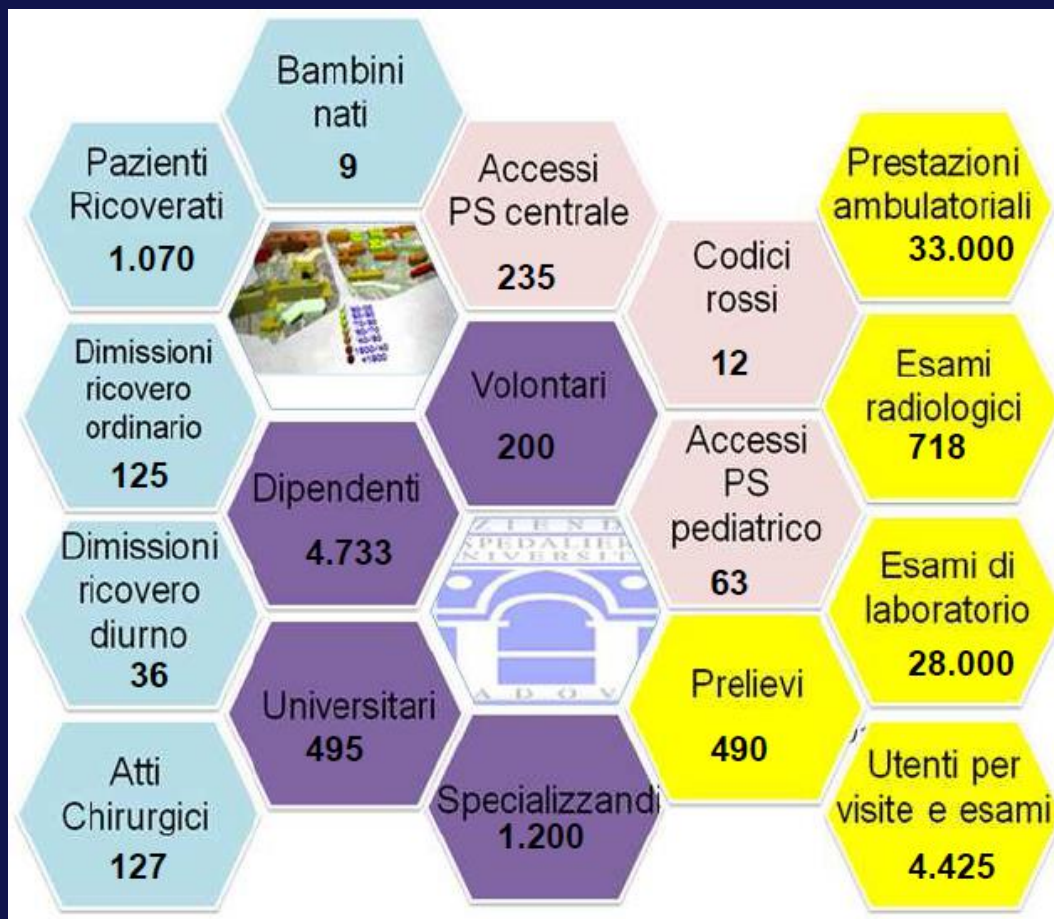 Bambini
nati
9
Pazienti
Ricoverati
1.070
Accessi
PS centrale
235
Prestazioni
ambulatoriali
33.000
Codici
rossi
12
Dimissioni
ricovero
ordinario
125
Volontari
200
Esami
radiologici
718
Dipendenti
4.733
Accessi
PS
pediatrico
63
Dimissioni
ricovero
diurno
36
Esami di
laboratorio
28.000
Universitari
495
Prelievi
490
Atti
Chirurgici
127
Specializzandi
1.200
Utenti per
visite e esami
4.425